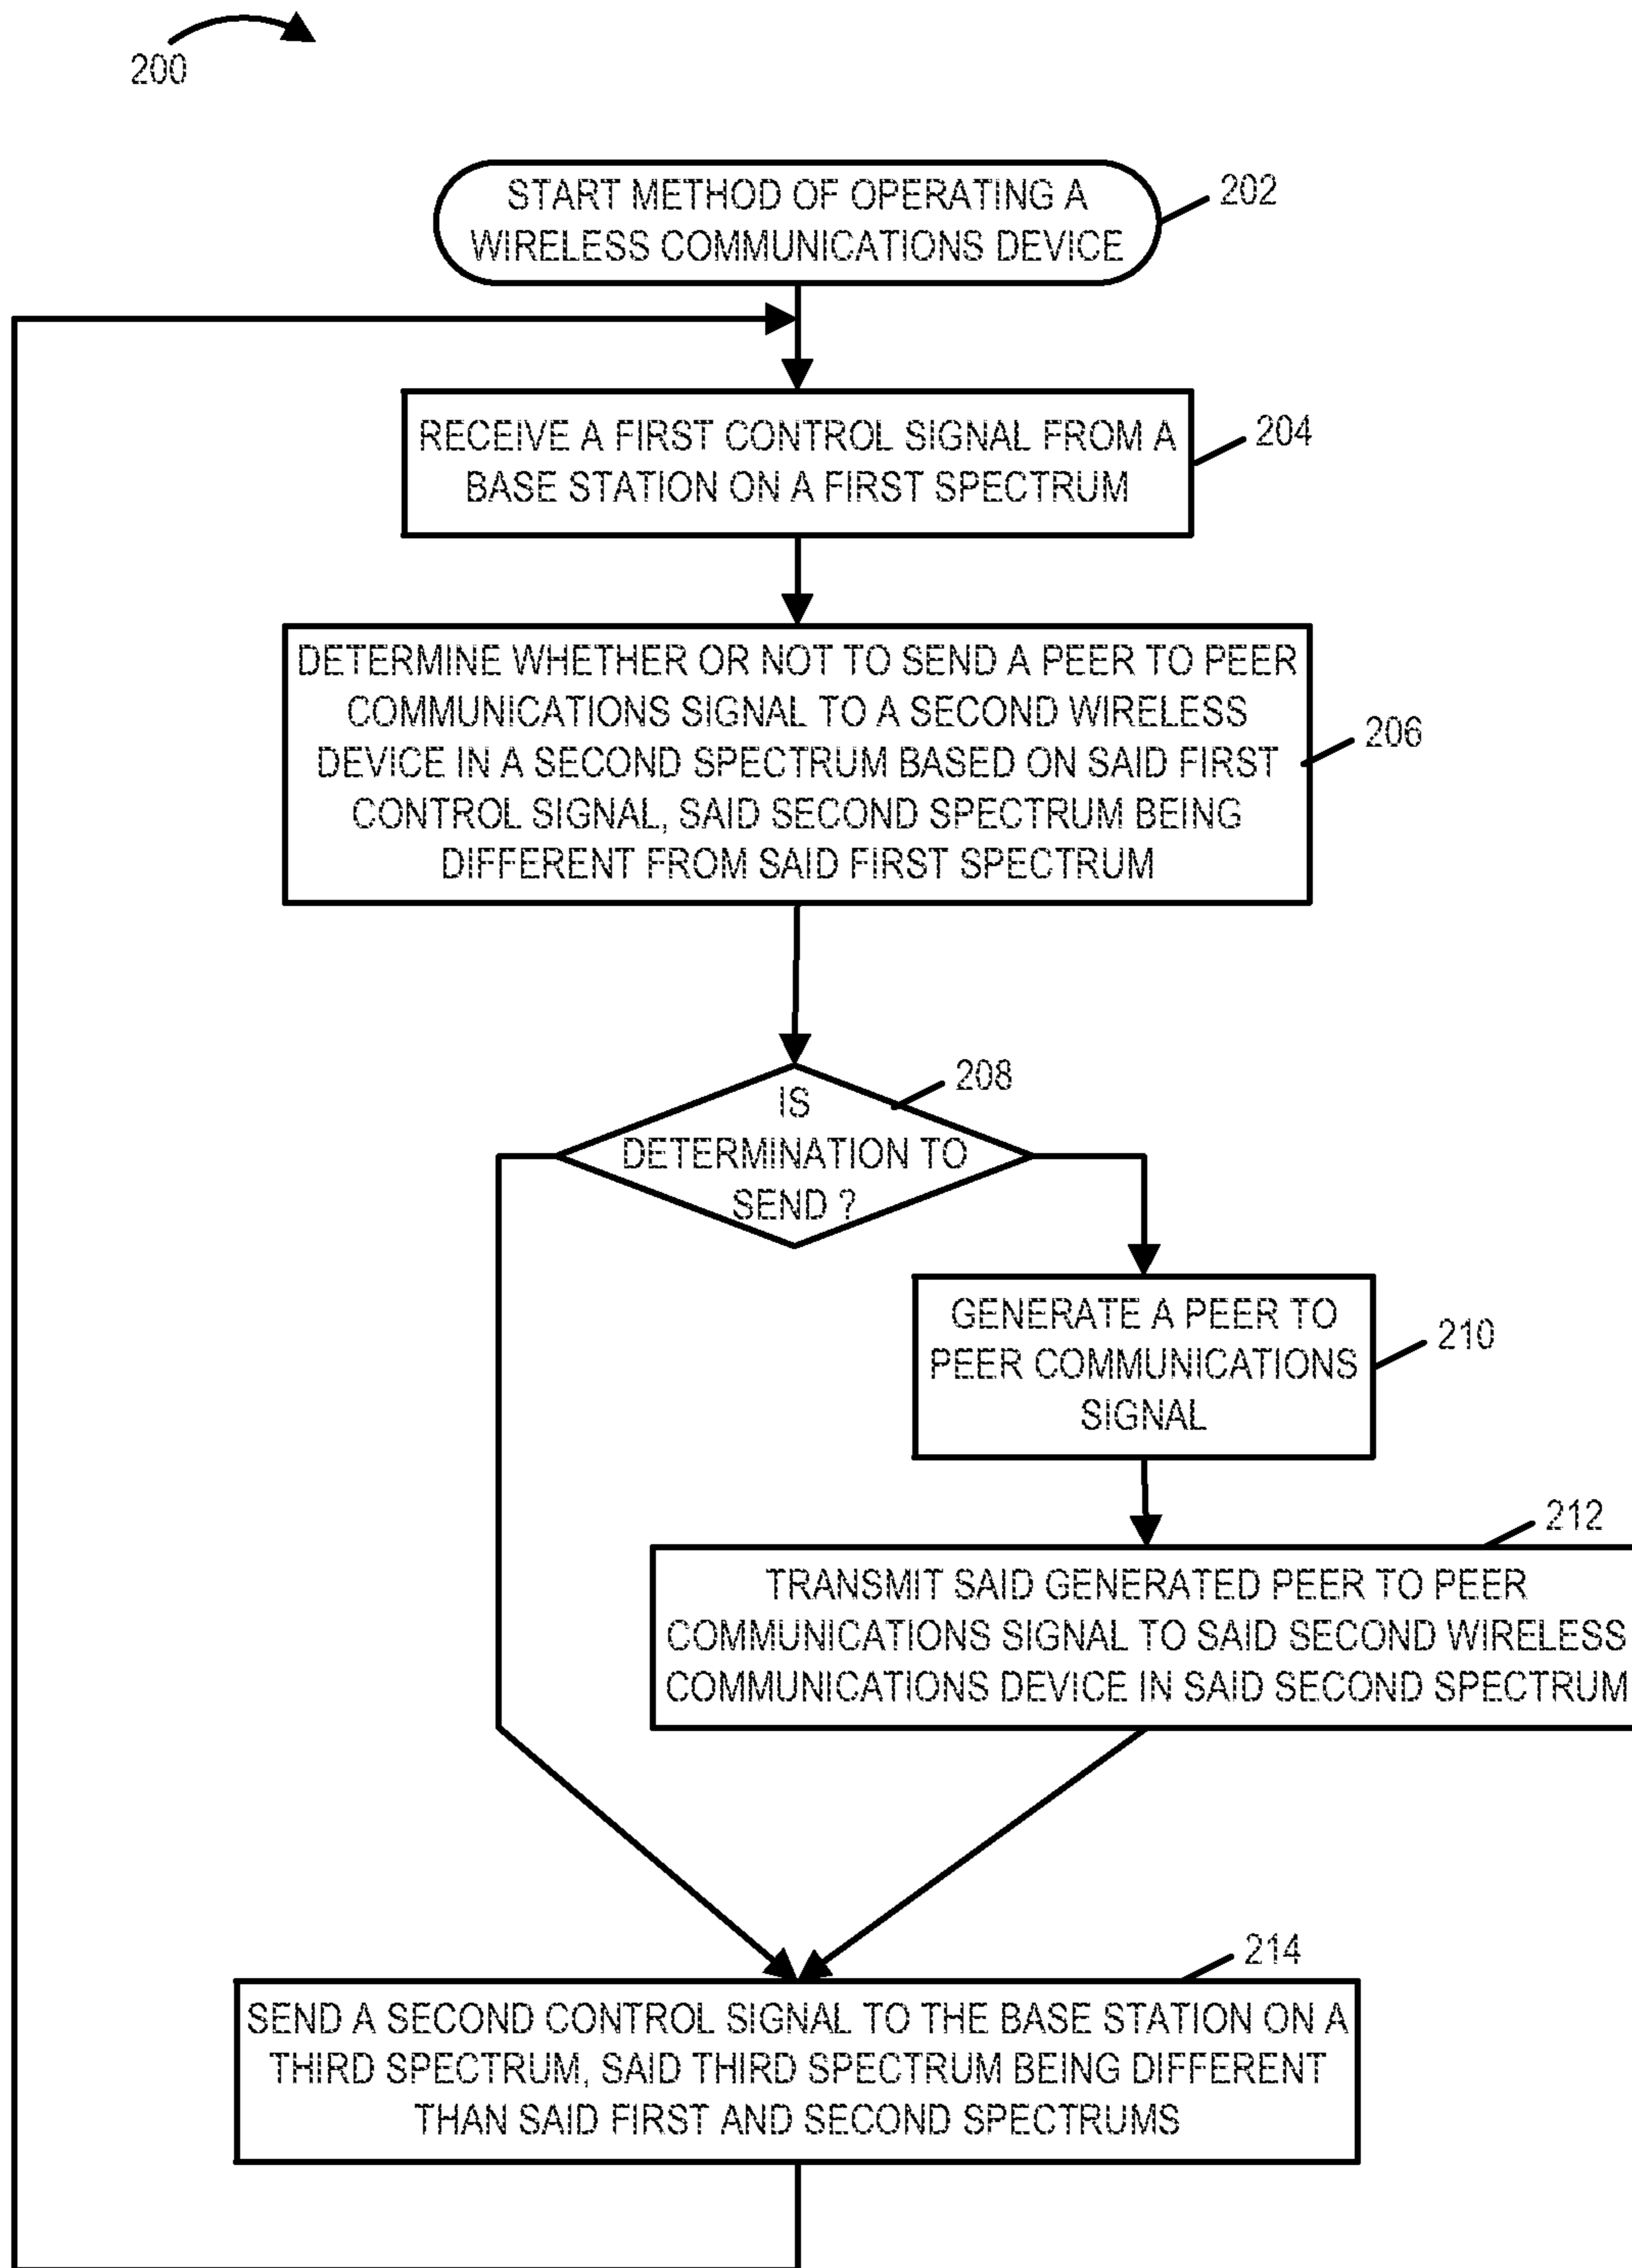 200
START METHOD OF OPERATING A
WIRELESS COMMUNICATIONS DEVICE
202
RECEIVE A FIRST CONTROL SIGNAL FROM A
BASE STATION ON A FIRST SPECTRUM
204
DETERMINE WHETHER OR NOT TO SEND A PEER TO PEER
COMMUNICATIONS SIGNAL TO A SECOND WIRELESS
DEVICE IN A SECOND SPECTRUM BASED ON SAID FIRST
CONTROL SIGNAL, SAID SECOND SPECTRUM BEING
DIFFERENT FROM SAID FIRST SPECTRUM
206
IS
DETERMINATION TO
SEND ?
208
GENERATE A PEER TO
PEER COMMUNICATIONS
SIGNAL
210
TRANSMIT SAID GENERATED PEER TO PEER
COMMUNICATIONS SIGNAL TO SAID SECOND WIRELESS
COMMUNICATIONS DEVICE IN SAID SECOND SPECTRUM
212
SEND A SECOND CONTROL SIGNAL TO THE BASE STATION ON A
THIRD SPECTRUM, SAID THIRD SPECTRUM BEING DIFFERENT
THAN SAID FIRST AND SECOND SPECTRUMS
214